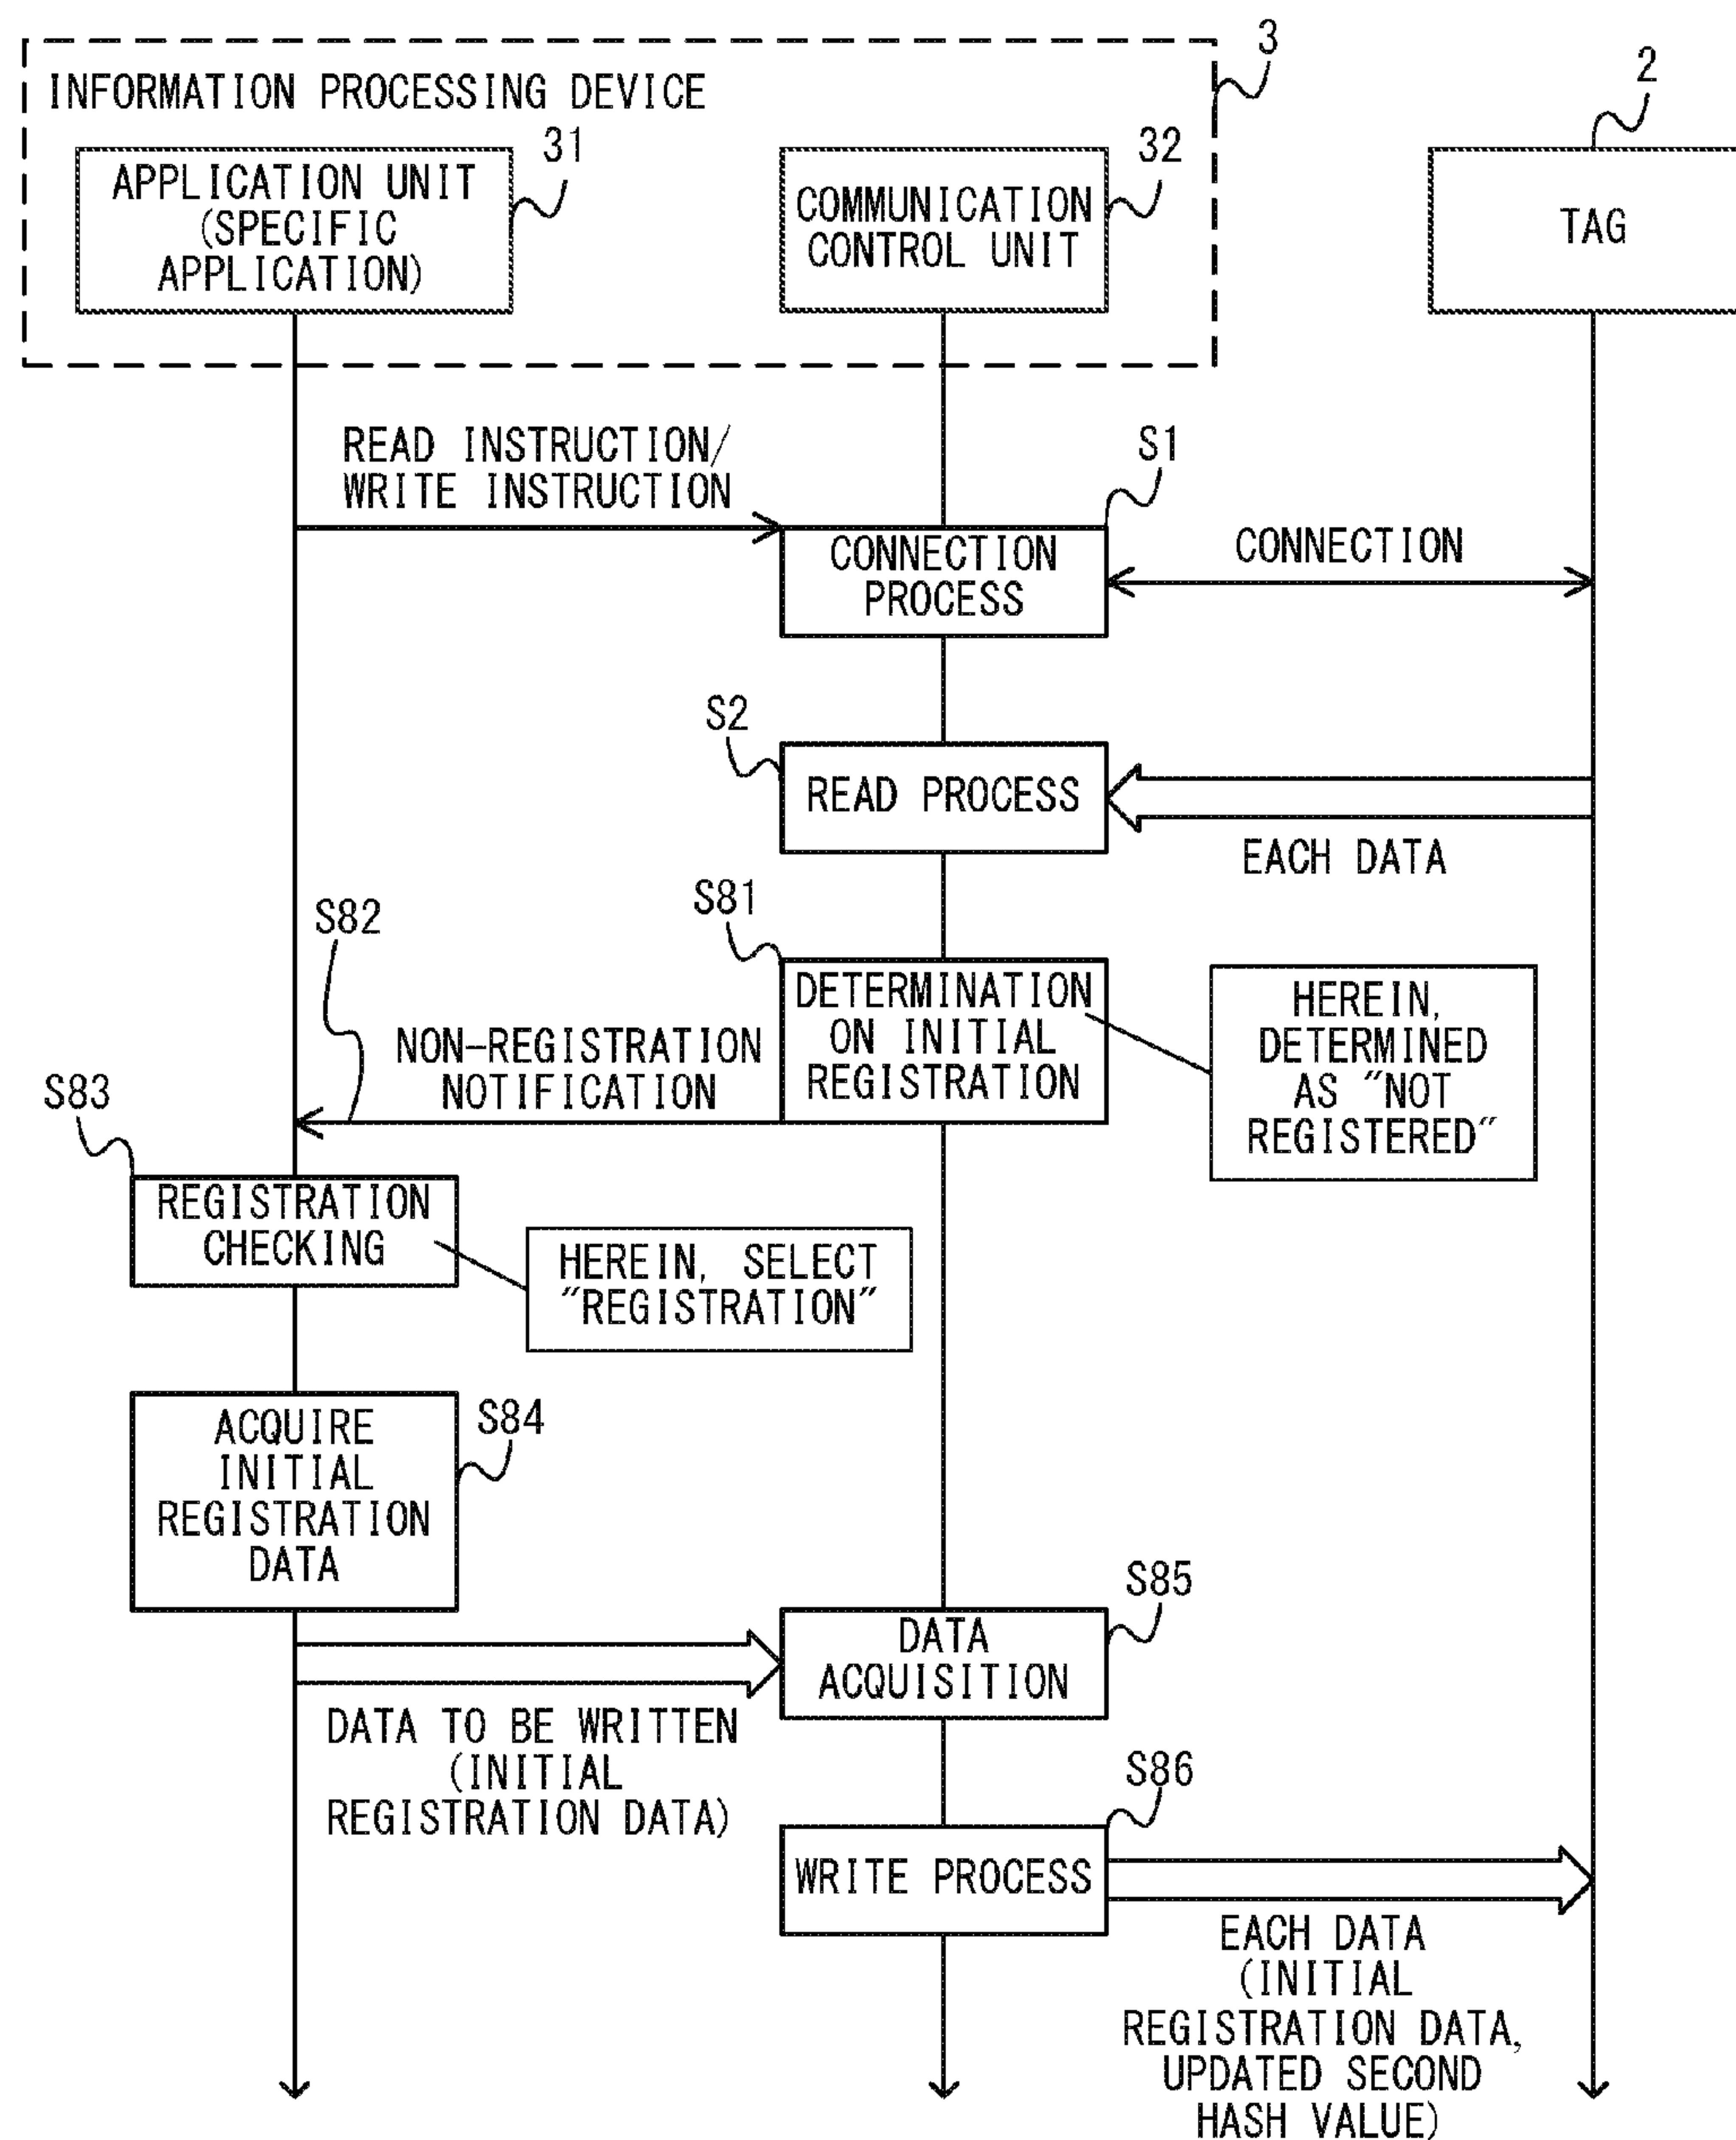 3
2
INFORMATION PROCESSING DEVICE
31
32
APPLICATION UNIT
(SPECIFIC
APPLICATION)
COMMUNICATION
CONTROL UNIT
TAG
READ INSTRUCTION/
WRITE INSTRUCTION
S1
CONNECTION
PROCESS
CONNECTION
S2
READ PROCESS
EACH DATA
S81
S82
DETERMINATION
ON INITIAL
REGISTRATION
HEREIN,
DETERMINED
AS "NOT
REGISTERED"
NON-REGISTRATION
NOTIFICATION
S83
REGISTRATION
CHECKING
HEREIN, SELECT
"REGISTRATION"
S84
ACQUIRE
INITIAL
REGISTRATION
DATA
S85
DATA
ACQUISITION
DATA TO BE WRITTEN
(INITIAL
REGISTRATION DATA)
S86
WRITE PROCESS
EACH DATA
(INITIAL
REGISTRATION DATA,
UPDATED SECOND
HASH VALUE)